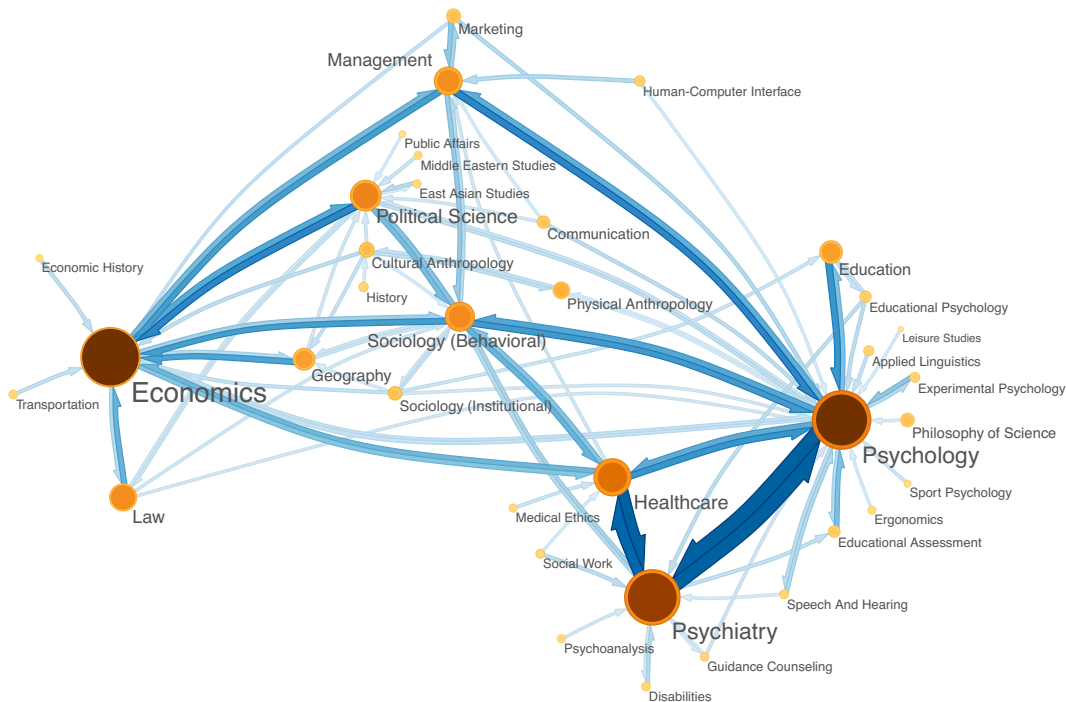 Marketing
Management
Human-Computer Interface
Public Affairs
Middle Eastern Studies
East Asian Studies
Political Science
Communication
Cultural Anthropology
Economic History
Education
History
Physical Anthropology
Educational Psychology
Leisure Studies
Sociology (Behavioral)
Applied Linguistics
Geography
Experimental Psychology
Economics
Transportation
Sociology (Institutional)
Philosophy of Science
Psychology
Sport Psychology
Healthcare
Law
Medical Ethics
Ergonomics
Educational Assessment
Social Work
Speech And Hearing
Psychiatry
Psychoanalysis
Guidance Counseling
Disabilities